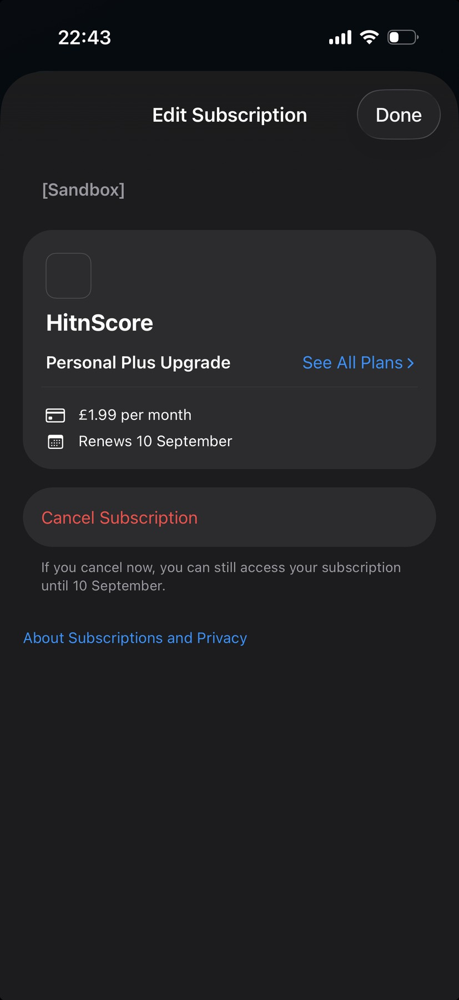 22:43
Edit Subscription
Done
[Sandbox]
HitnScore
Personal Plus Upgrade
See All Plans
£1.99 per month
Renews 10 September
Cancel Subscription
If you cancel now, you can still access your subscription
until 10 September.
About Subscriptions and Privacy